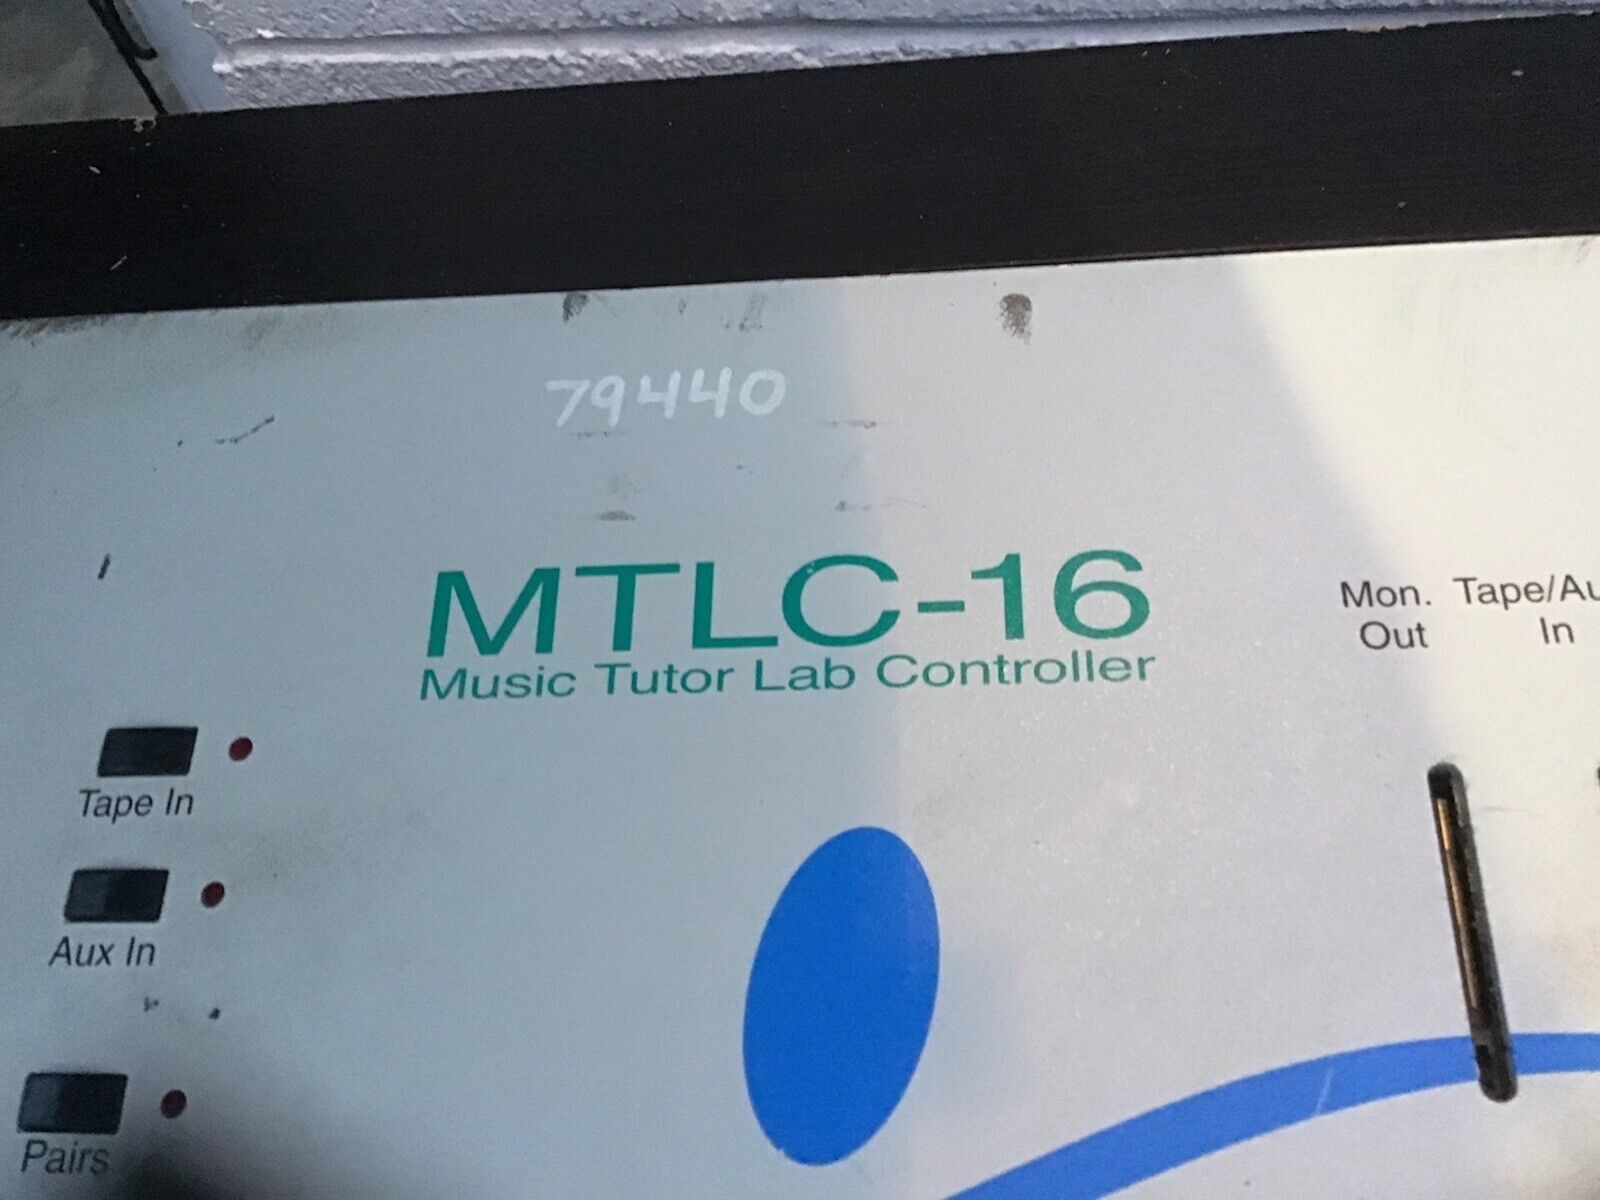 79440
MTLC-16
Music Tutor Lab Controller
Mon. Tape/Au
Out In
Tape In
Aux In
Pairs